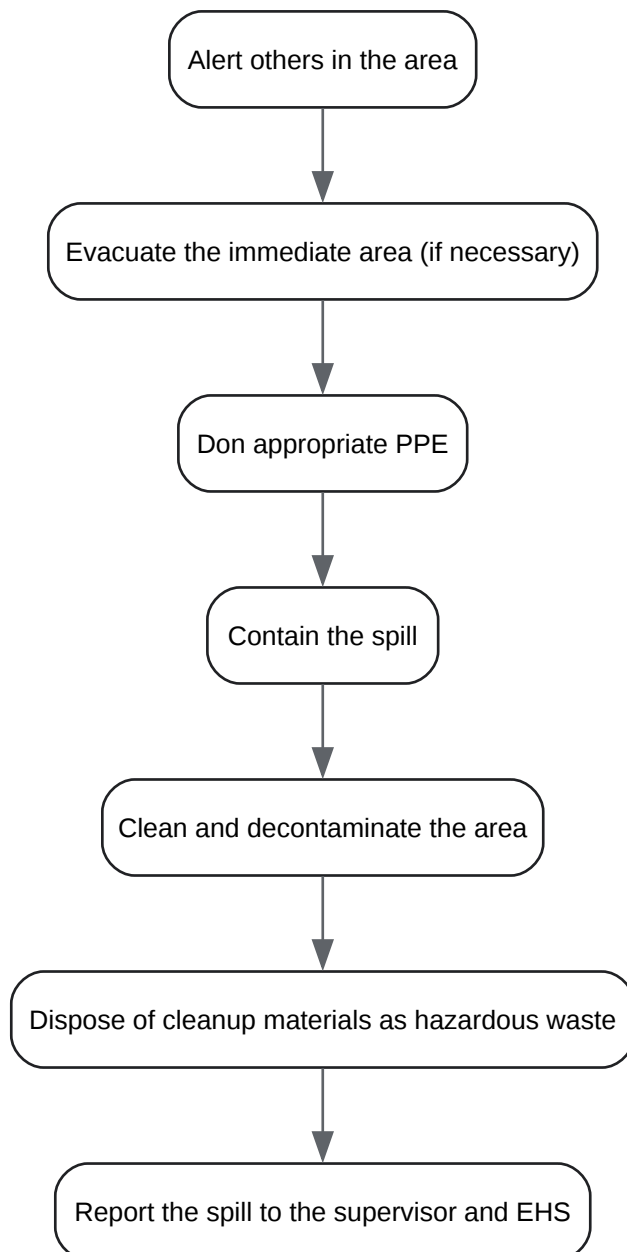 Alert others in the area
Evacuate the immediate area (if necessary)
Don appropriate PPE
Contain the spill
Clean and decontaminate the area
Dispose of cleanup materials as hazardous waste
Report the spill to the supervisor and EHS